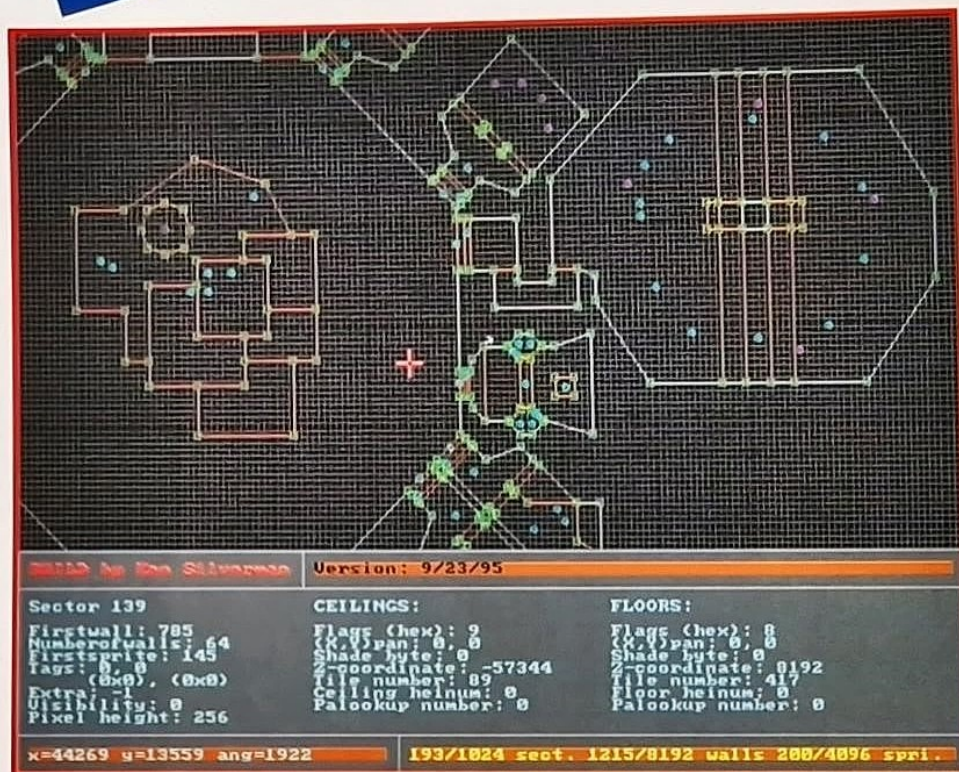 BUILD by Ken Silverman
Version: 9/23/95
Sector 139
Firstwall: 785
Numberofwalls: 64
Firstsprite: 145
Tags: 0, 0
(0x0), (0x0)
Extra: -1
Visibility: 0
Pixel height: 256
CEILINGS:
Flags (hex): 9
(X,Y)pan: 0, 0
Shade byte: 0
Z-coordinate: -57344
Tile number: 89
Ceiling heinum: 0
Palookup number: 0
FLOORS:
Flags (hex): 8
(X,Y)pan: 0, 0
Shade byte: 0
Z-coordinate: 8192
Tile number: 417
Floor heinum: 0
Palookup number: 0
x=44269 y=13559 ang=1922
193/1024 sect. 1215/8192 walls 200/4096 spri.